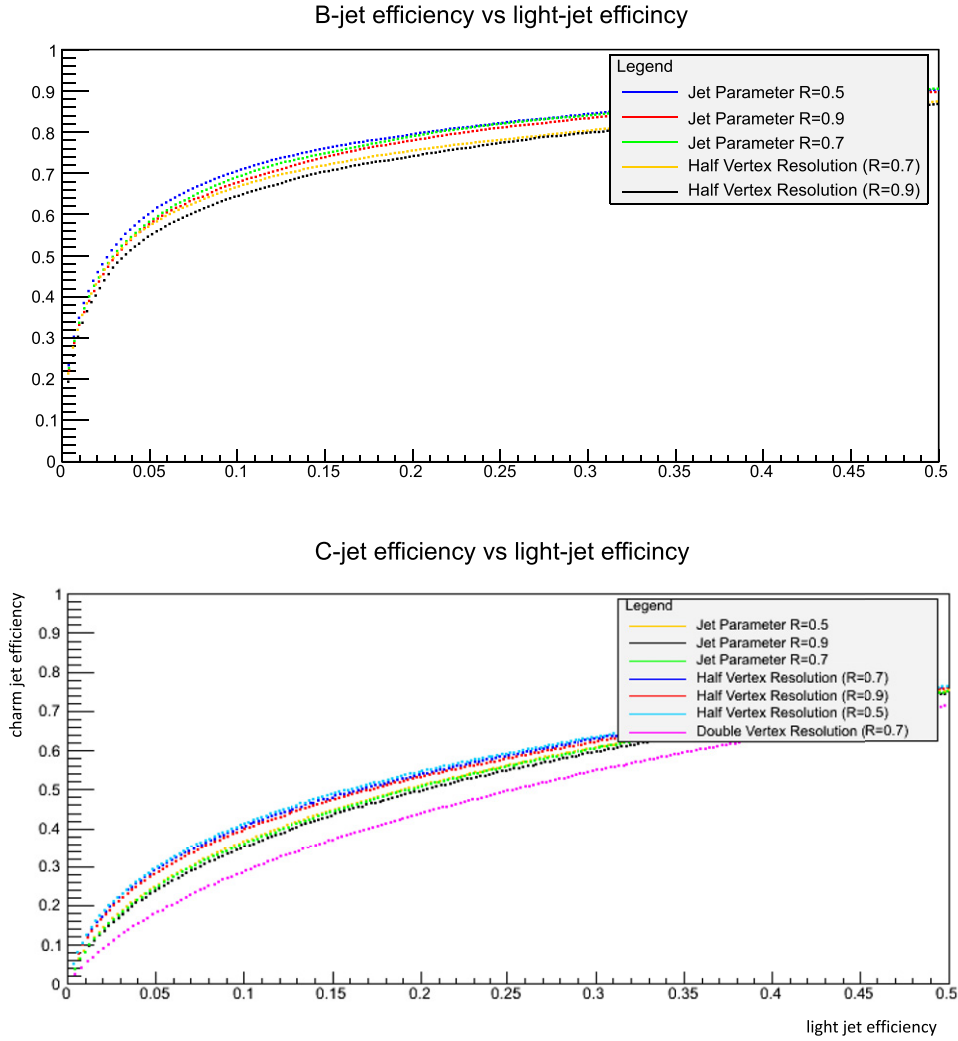 B-jet efficiency vs light-jet efficincy
1
0.9
0.8
0.7
0.6
0.5
0.4
0.3
0.2
0.1
0
Legend
Jet Parameter R=0.5
Jet Parameter R=0.9
Jet Parameter R=0.7
Half Vertex Resolution (R=0.7)
Half Vertex Resolution (R=0.9)
0 0.05 0.1 0.15 0.2 0.25 0.3 0.35 0.4 0.45 0.5
C-jet efficiency vs light-jet efficincy
charm jet efficiency
1
0.9
0.8
0.7
0.6
0.5
0.4
0.3
0.2
0.1
0
Legend
Jet Parameter R=0.5
Jet Parameter R=0.9
Jet Parameter R=0.7
Half Vertex Resolution (R=0.7)
Half Vertex Resolution (R=0.9)
Half Vertex Resolution (R=0.5)
Double Vertex Resolution (R=0.7)
0 0.05 0.1 0.15 0.2 0.25 0.3 0.35 0.4 0.45 0.5
light jet efficiency